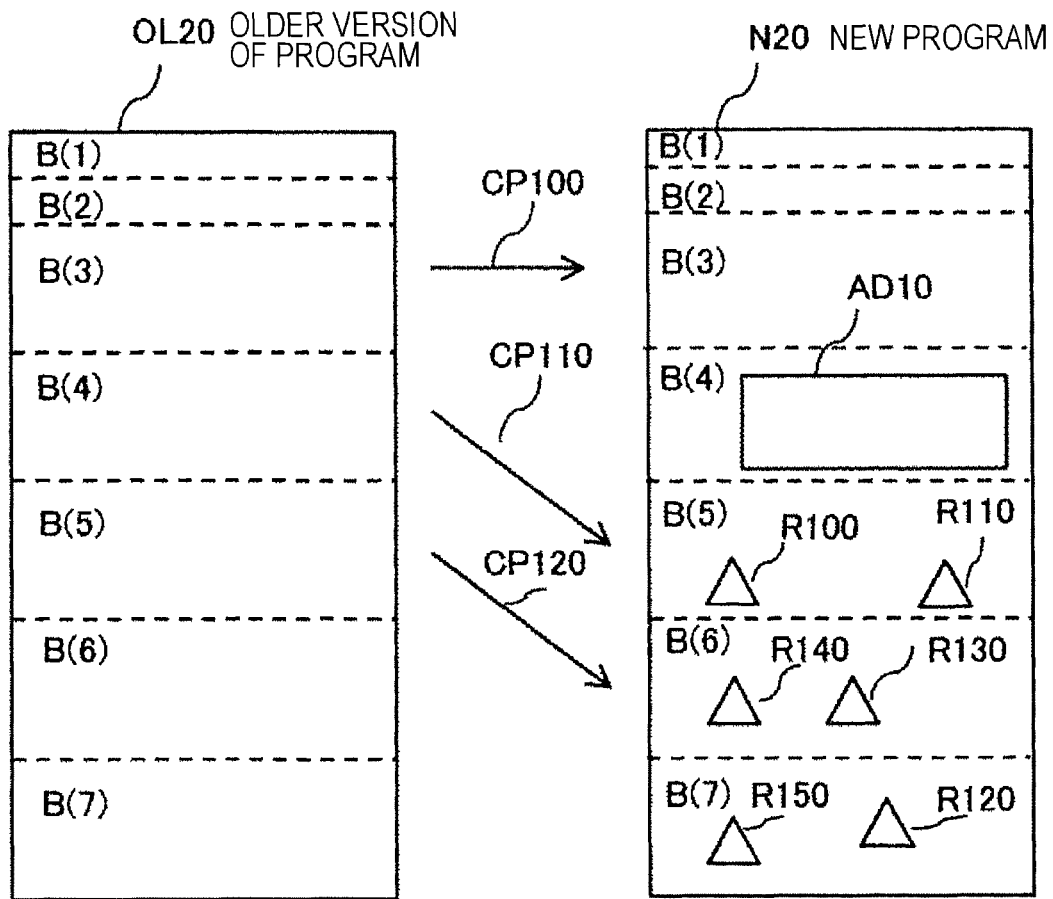 OL20 OLDER VERSION
OF PROGRAM
N20 NEW PROGRAM
B(1)
B(2)
B(3)
B(4)
B(5)
B(6)
B(7)
CP100
CP110
CP120
B(1)
B(2)
B(3)
AD10
B(4)
B(5)
R100
R110
B(6)
R140
R130
B(7)
R150
R120